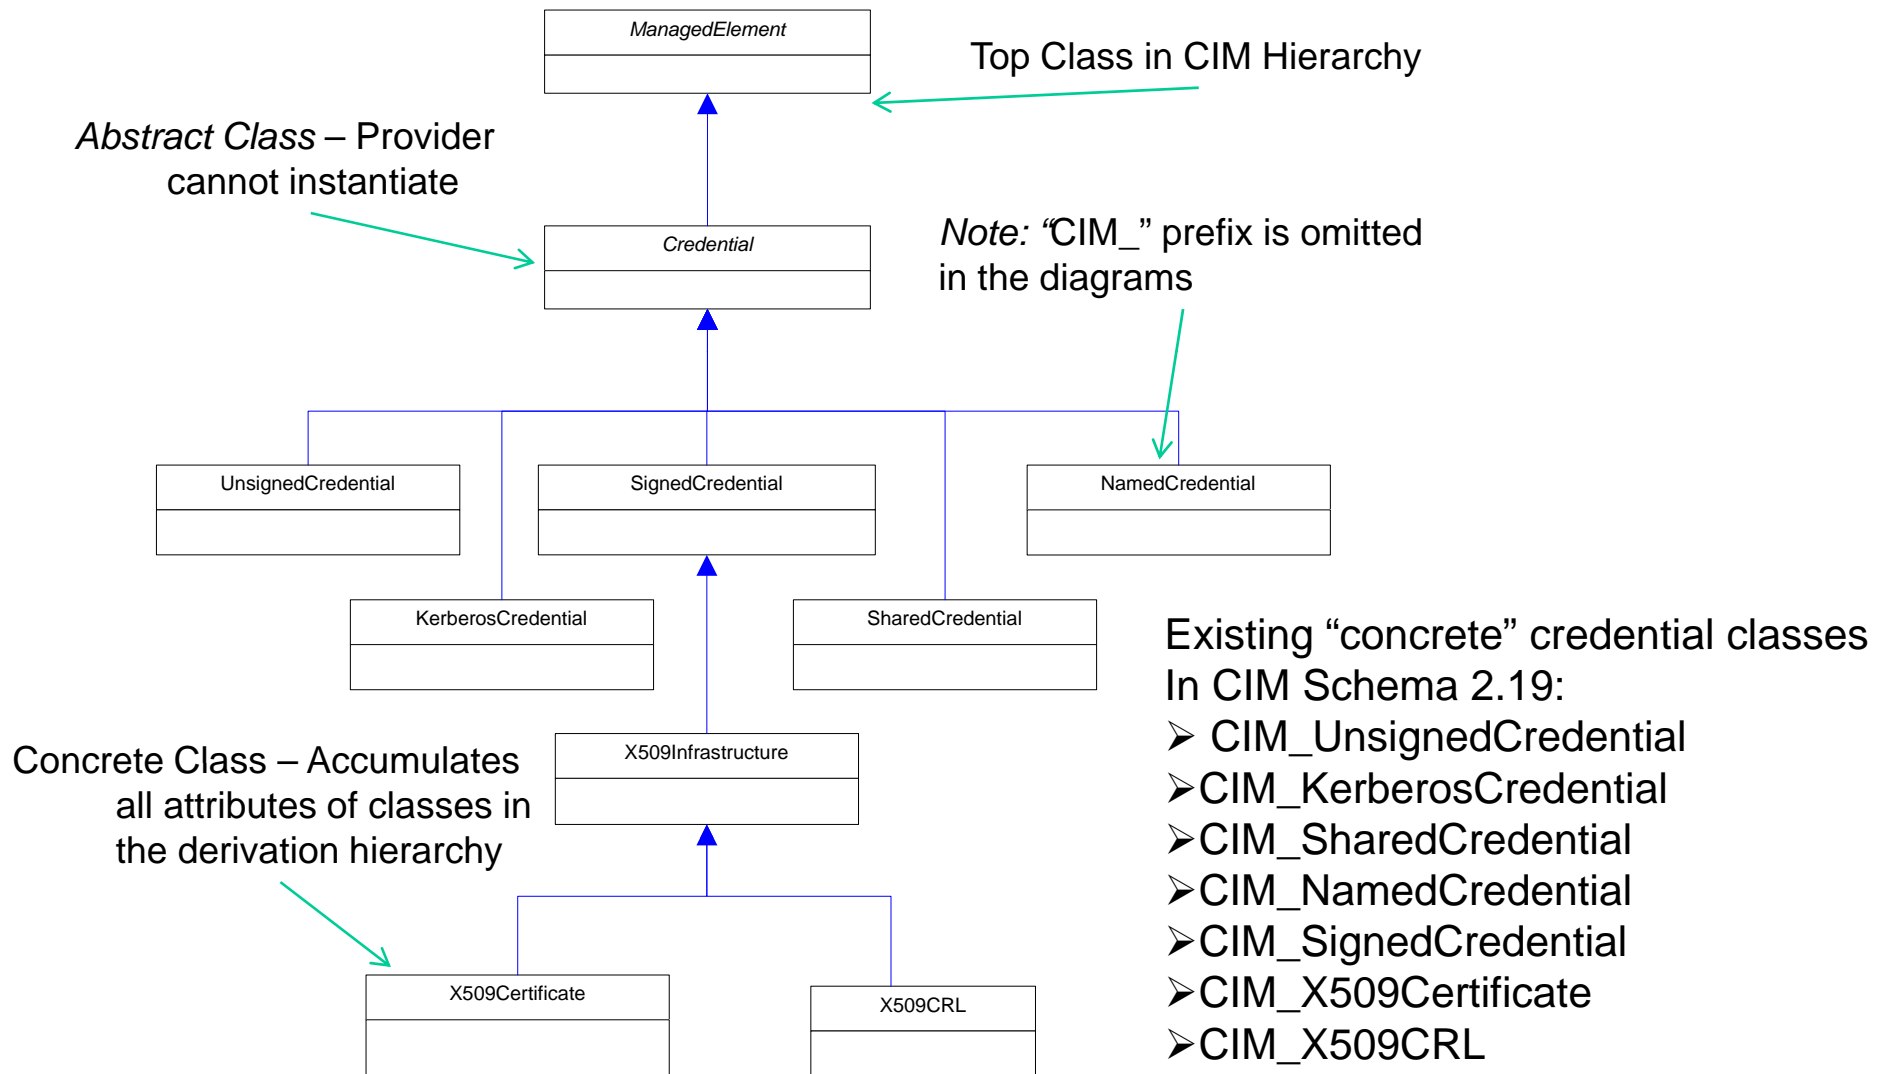 ManagedElement
Top Class in CIM Hierarchy
Abstract Class – Provider
cannot instantiate
Credential
Note: “CIM_” prefix is omitted
in the diagrams
UnsignedCredential
SignedCredential
NamedCredential
KerberosCredential
SharedCredential
Existing “concrete” credential classes
In CIM Schema 2.19:
➢ CIM_UnsignedCredential
➢CIM_KerberosCredential
➢CIM_SharedCredential
➢CIM_NamedCredential
➢CIM_SignedCredential
➢CIM_X509Certificate
➢CIM_X509CRL
X509Infrastructure
Concrete Class – Accumulates
all attributes of classes in
the derivation hierarchy
X509Certificate
X509CRL